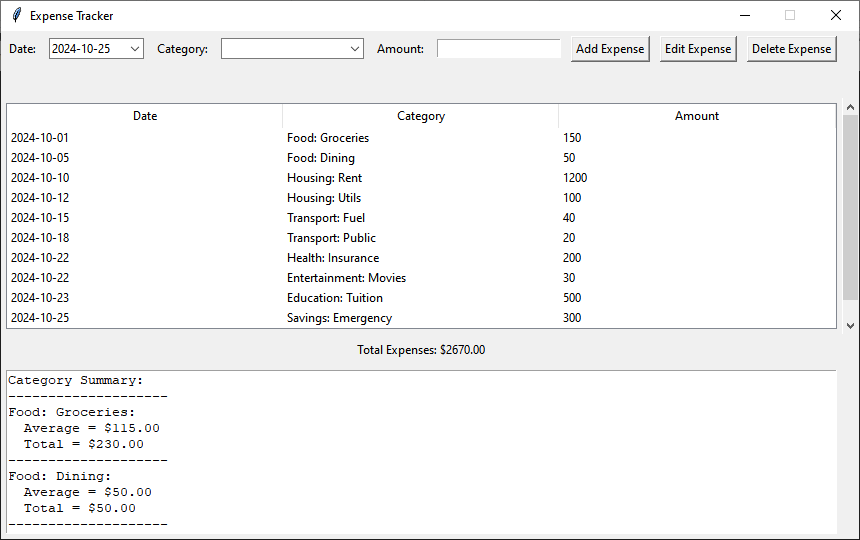 Expense Tracker
Date: 2024-10-25 Category: Amount: Add Expense Edit Expense Delete Expense
Date Category Amount
2024-10-01 Food: Groceries 150
2024-10-05 Food: Dining 50
2024-10-10 Housing: Rent 1200
2024-10-12 Housing: Utils 100
2024-10-15 Transport: Fuel 40
2024-10-18 Transport: Public 20
2024-10-22 Health: Insurance 200
2024-10-22 Entertainment: Movies 30
2024-10-23 Education: Tuition 500
2024-10-25 Savings: Emergency 300
Total Expenses: $2670.00
Category Summary:
--------------------
Food: Groceries:
  Average = $115.00
  Total = $230.00
--------------------
Food: Dining:
  Average = $50.00
  Total = $50.00
--------------------